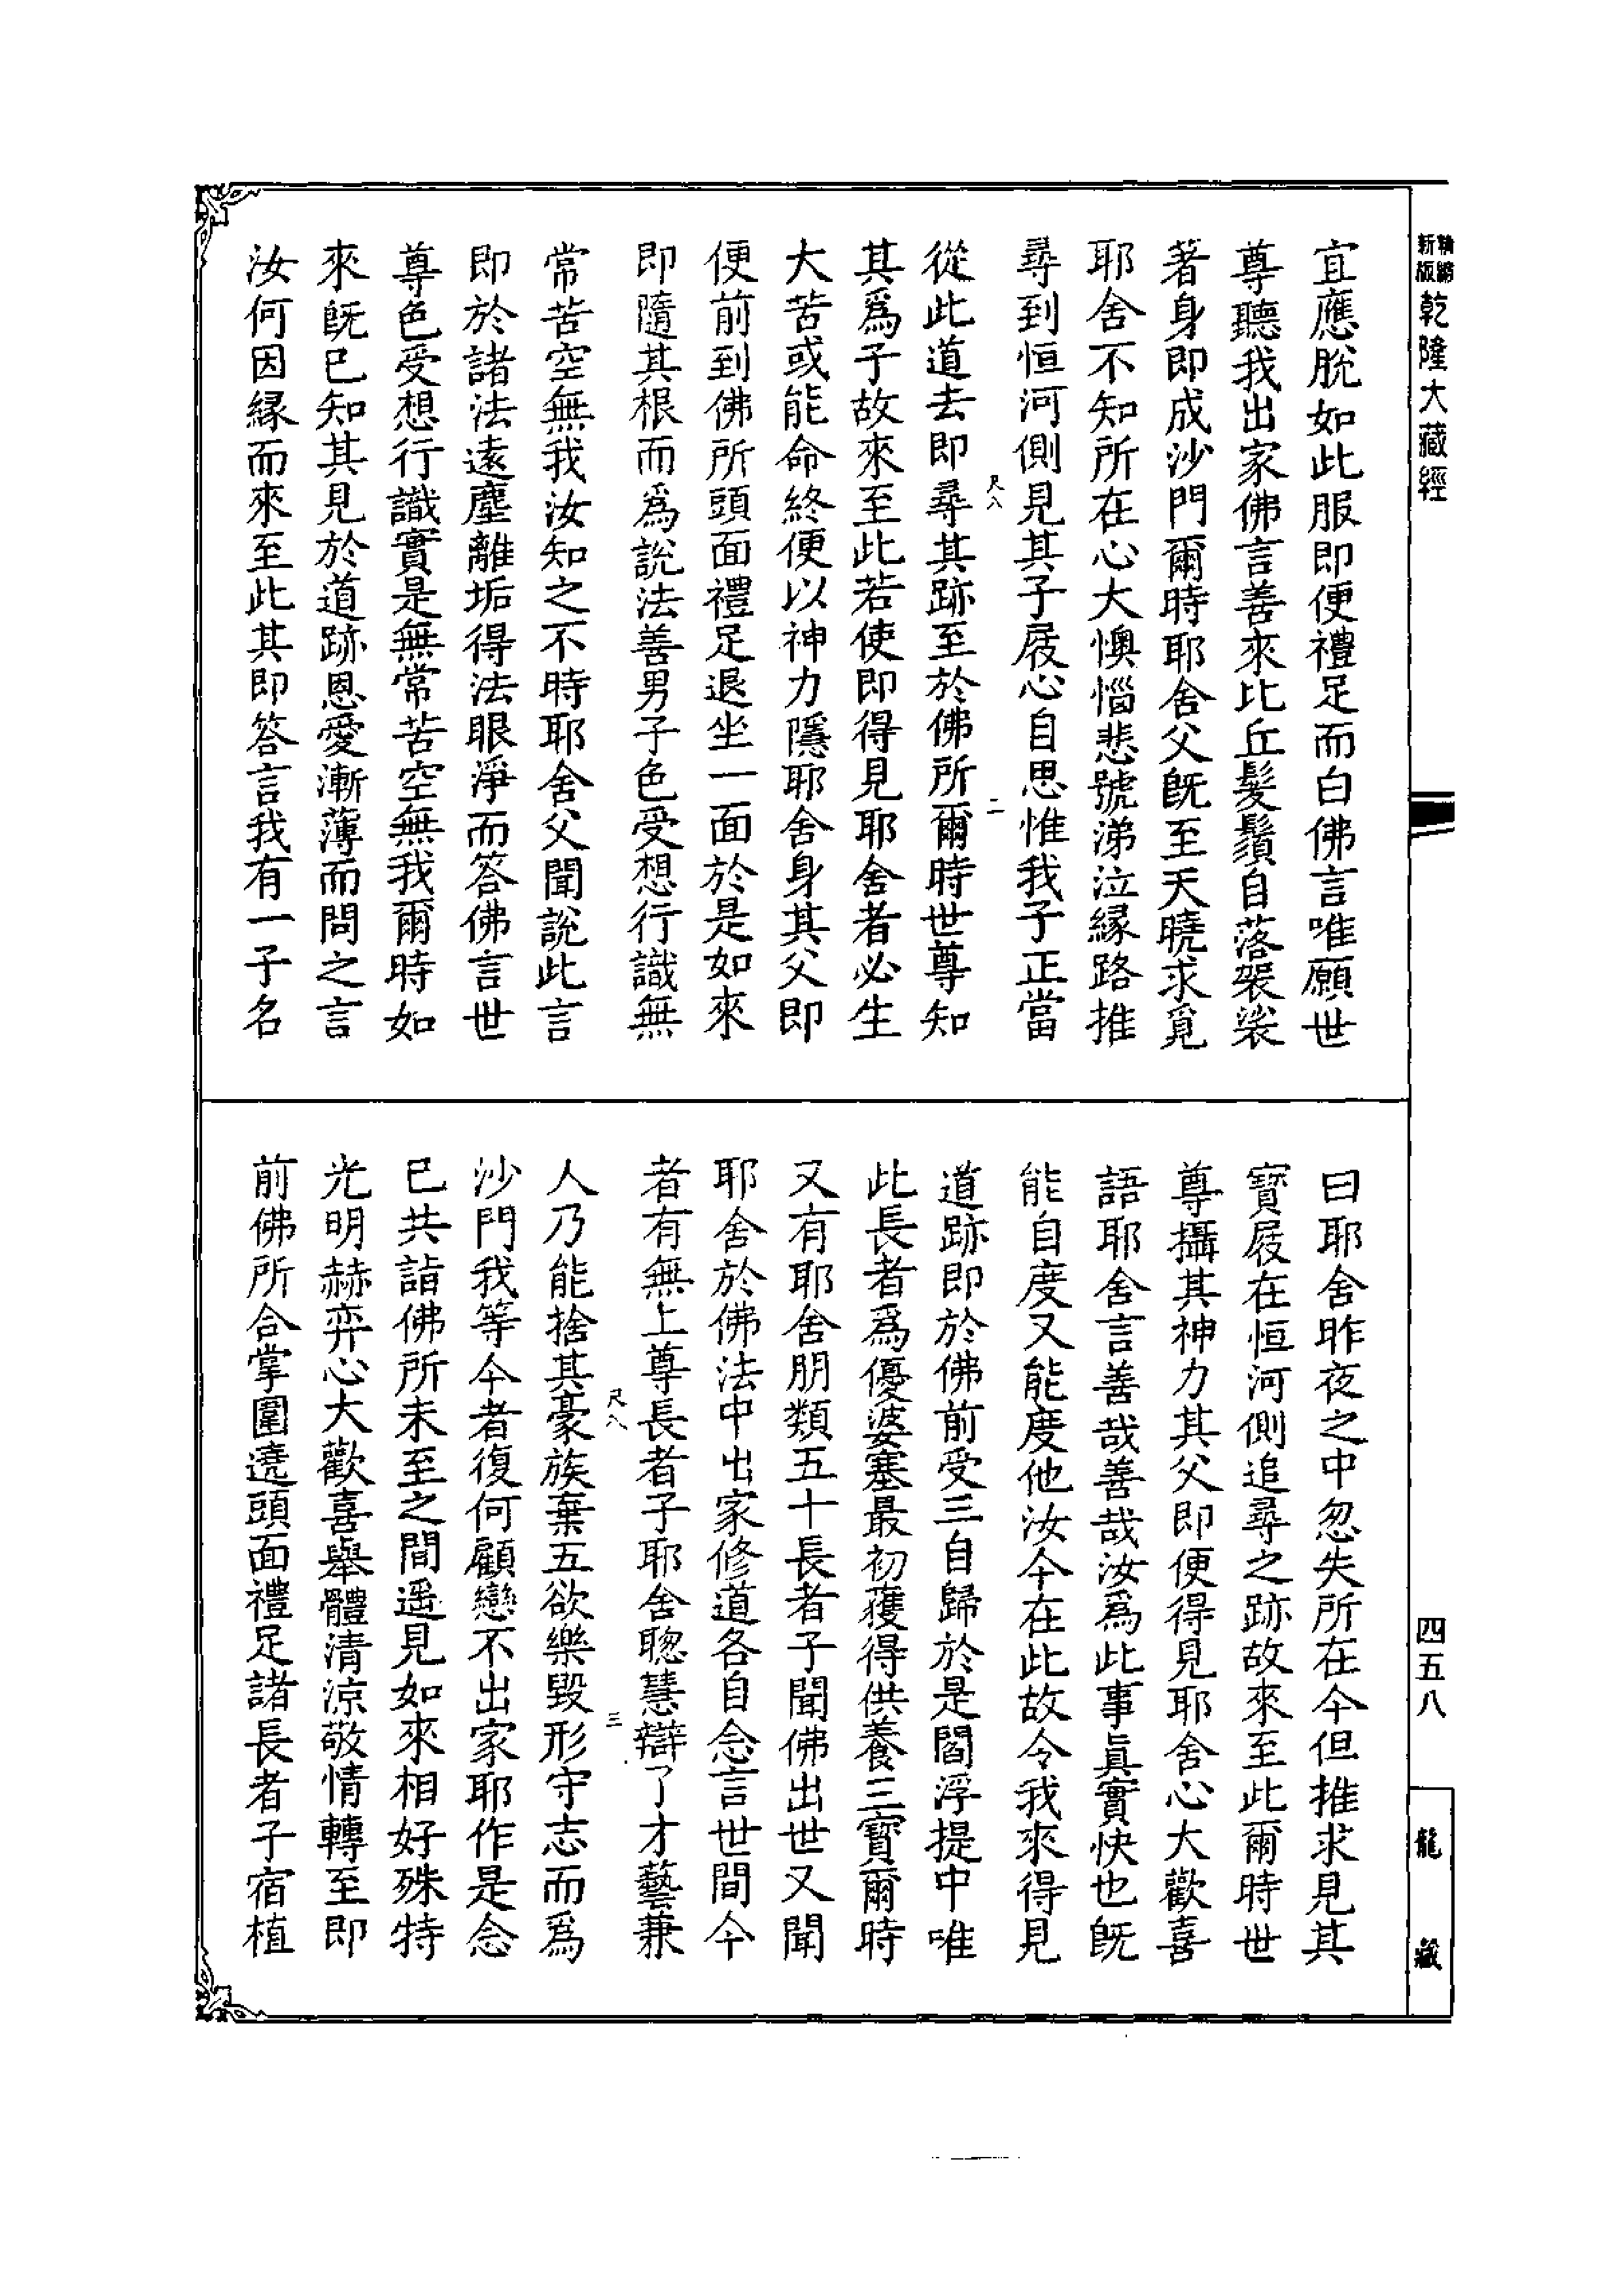 新版
精縮
乾隆大藏經
四五八
龍藏
宜應脫如此服即便禮足而白佛言唯願世
尊聽我出家佛言善來比丘髮鬚自落袈裟
著身即成沙門爾時耶舍父旣至天曉求覓
耶舍不知所在心大懊惱悲號涕泣緣路推
尋到恒河側見其子屐心自思惟我子正當
尺八
二
從此道去即尋其跡至於佛所爾時世尊知
其爲子故來至此若使即得見耶舍者必生
大苦或能命終便以神力隱耶舍身其父即
便前到佛所頭面禮足退坐一面於是如來
即隨其根而爲說法善男子色受想行識無
常苦空無我汝知之不時耶舍父聞說此言
即於諸法遠塵離垢得法眼淨而答佛言世
尊色受想行識實是無常苦空無我爾時如
來旣已知其見於道跡恩愛漸薄而問之言
汝何因緣而來至此其即答言我有一子名
曰耶舍昨夜之中忽失所在今但推求見其
寶屐在恒河側追尋之跡故來至此爾時世
尊攝其神力其父即便得見耶舍心大歡喜
語耶舍言善哉善哉汝爲此事眞實快也旣
能自度又能度他汝今在此故令我來得見
道跡即於佛前受三自歸於是閻浮提中唯
此長者爲優婆塞最初獲得供養三寶爾時
又有耶舍朋類五十長者子聞佛出世又聞
耶舍於佛法中出家修道各自念言世間今
者有無上尊長者子耶舍聰慧辯了才藝兼
尺八
三
人乃能捨其豪族棄五欲樂毀形守志而爲
沙門我等今者復何顧戀不出家耶作是念
已共詣佛所未至之間遥見如來相好殊特
光明赫弈心大歡喜舉體清涼敬情轉至即
前佛所合掌圍遶頭面禮足諸長者子宿植